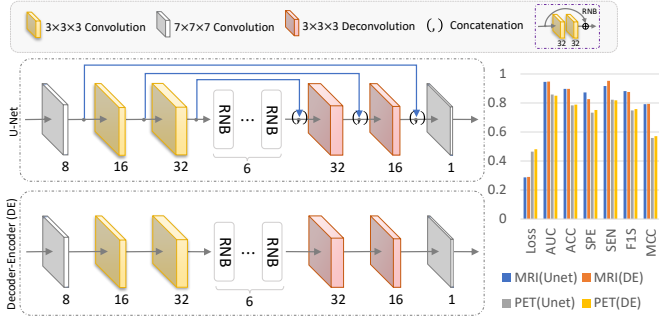 3×3×3 Convolution 7×7×7 Convolution 3×3×3 Deconvolution (,) Concatenation
RNB
32 32
U-Net
RNB ... RNB
(,) (,) (,)
8 16 32 6 32 16 1
Decoder-Encoder (DE)
RNB ... RNB
8 16 32 6 32 16 1
1
0.8
0.6
0.4
0.2
0
Loss AUC ACC SPE SEN F1S MCC
MRI(Unet) MRI(DE)
PET(Unet) PET(DE)